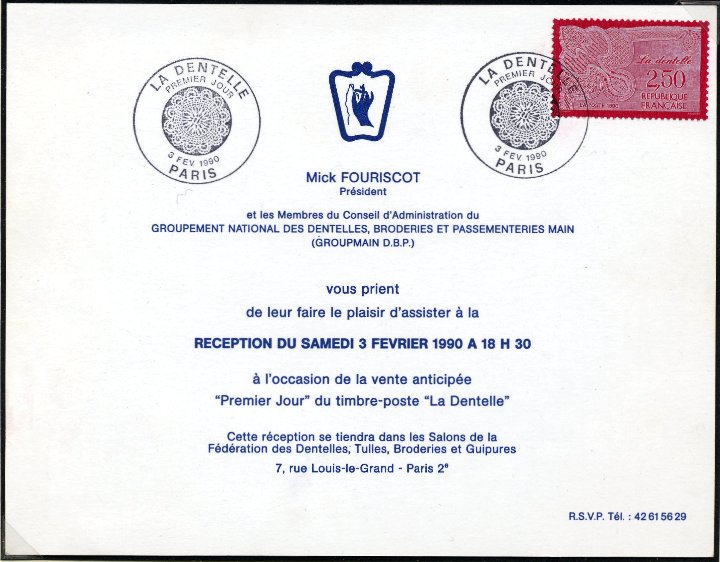 LA DENTELLE
PREMIER JOUR
3 FEV 1990
PARIS
LA DENTELLE
PREMIER JOUR
3 FEV 1990
PARIS
La dentelle
2,50
RÉPUBLIQUE
FRANÇAISE
LA POSTE 1990
Mick FOURISCOT
Président
et les Membres du Conseil d'Administration du
GROUPEMENT NATIONAL DES DENTELLES, BRODERIES ET PASSEMENTERIES MAIN
(GROUPMAIN D.B.P.)
vous prient
de leur faire le plaisir d'assister à la
RECEPTION DU SAMEDI 3 FEVRIER 1990 A 18 H 30
à l'occasion de la vente anticipée
“Premier Jour” du timbre-poste “La Dentelle”
Cette réception se tiendra dans les Salons de la
Fédération des Dentelles, Tulles, Broderies et Guipures
7, rue Louis-le-Grand - Paris 2e
R.S.V.P. Tél. : 42 61 56 29